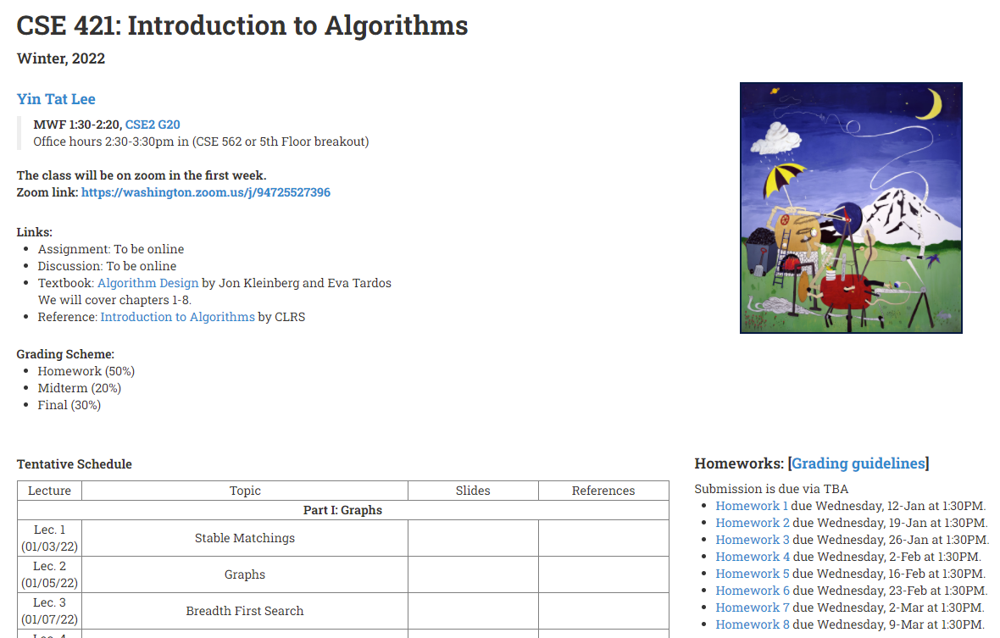 CSE 421: Introduction to Algorithms
Winter, 2022
Yin Tat Lee
MWF 1:30-2:20, CSE2 G20
Office hours 2:30-3:30pm in (CSE 562 or 5th Floor breakout)
The class will be on zoom in the first week.
Zoom link: https://washington.zoom.us/j/94725527396
Links:
Assignment: To be online
Discussion: To be online
Textbook: Algorithm Design by Jon Kleinberg and Eva Tardos
We will cover chapters 1-8.
Reference: Introduction to Algorithms by CLRS
Grading Scheme:
Homework (50%)
Midterm (20%)
Final (30%)
Tentative Schedule
Lecture Topic Slides References
Part I: Graphs
Lec. 1
(01/03/22)
Stable Matchings
Lec. 2
(01/05/22)
Graphs
Lec. 3
(01/07/22)
Breadth First Search
Homeworks: [Grading guidelines]
Submission is due via TBA
Homework 1 due Wednesday, 12-Jan at 1:30PM.
Homework 2 due Wednesday, 19-Jan at 1:30PM.
Homework 3 due Wednesday, 26-Jan at 1:30PM.
Homework 4 due Wednesday, 2-Feb at 1:30PM.
Homework 5 due Wednesday, 16-Feb at 1:30PM.
Homework 6 due Wednesday, 23-Feb at 1:30PM.
Homework 7 due Wednesday, 2-Mar at 1:30PM.
Homework 8 due Wednesday, 9-Mar at 1:30PM.